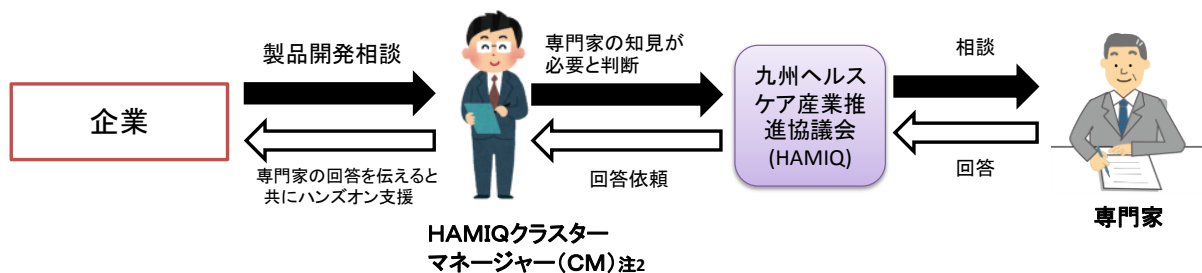 企業
製品開発相談
専門家の回答を伝えると
共にハンズオン支援
HAMIQクラスター
マネージャー(CM)注2
専門家の知見が
必要と判断
回答依頼
九州ヘルス
ケア産業推
進協議会
(HAMIQ)
相談
回答
専門家